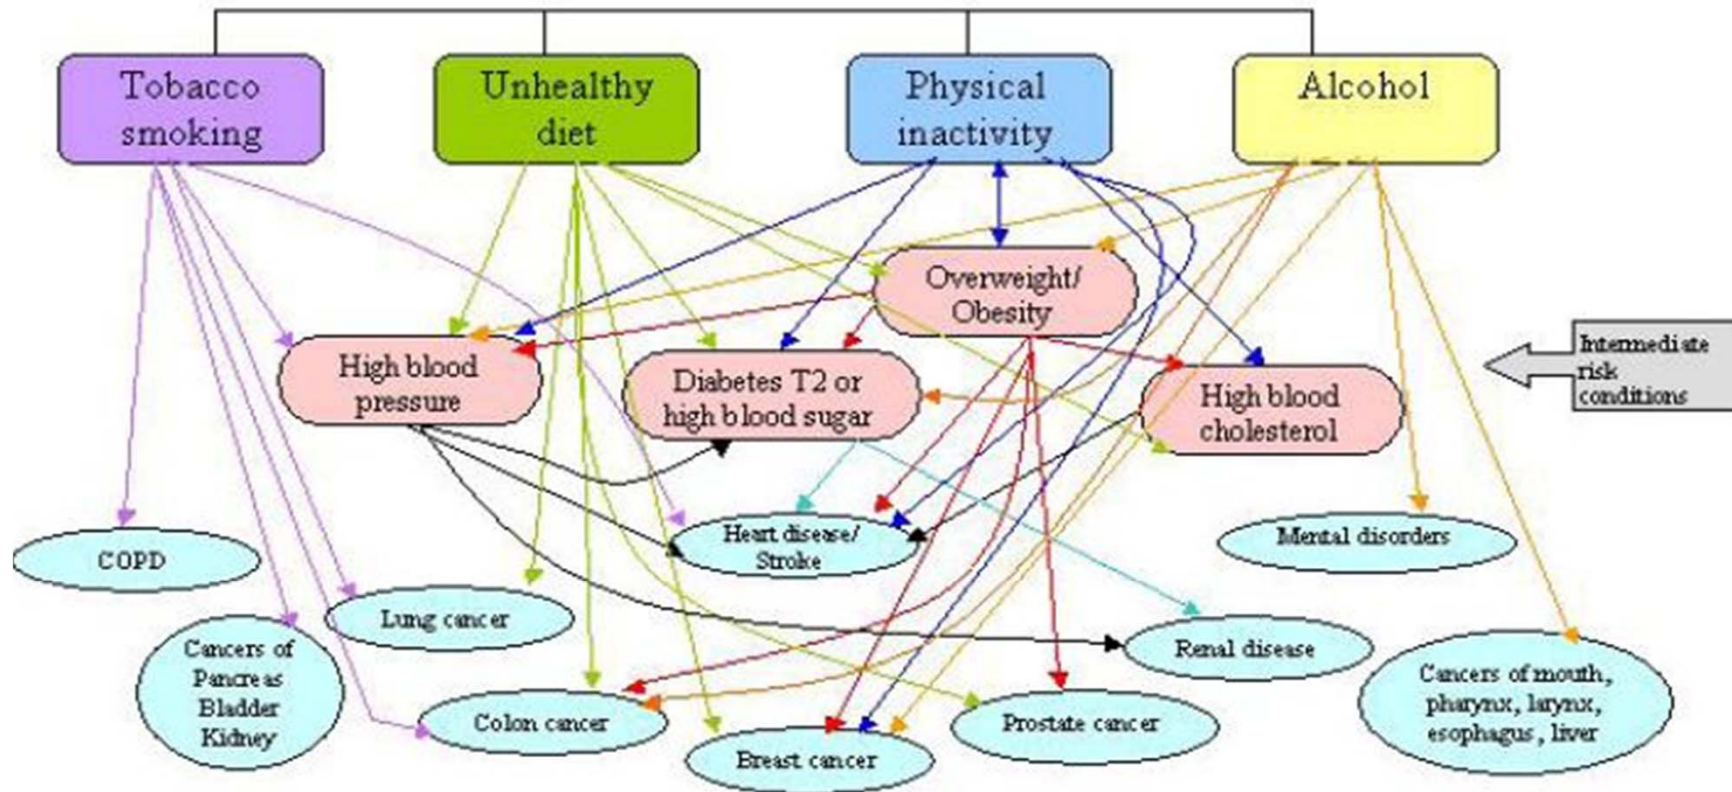 Tobacco
smoking
Unhealthy
diet
Physical
inactivity
Alcohol
Overweight/
Obesity
High blood
pressure
Diabetes T2 or
high blood sugar
High blood
cholesterol
Intermediate
risk
conditions
COPD
Heart disease/
Stroke
Mental disorders
Lung cancer
Cancers of
Pancreas
Bladder
Kidney
Renal disease
Colon cancer
Breast cancer
Prostate cancer
Cancers of mouth,
pharynx, larynx,
esophagus, liver